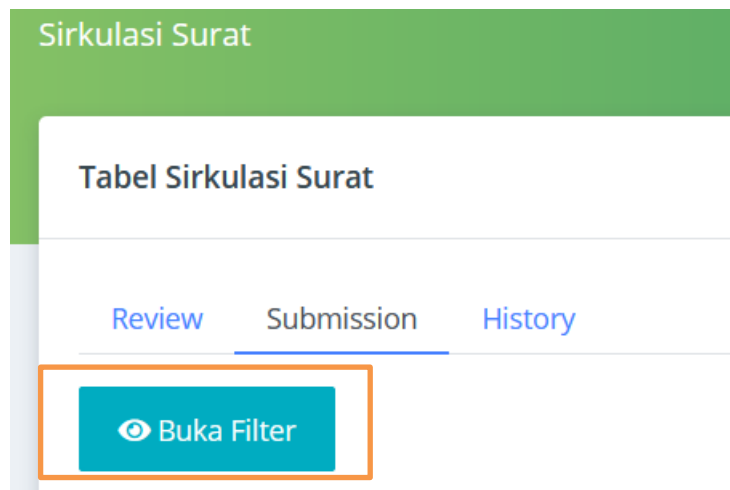 Sirkulasi Surat
Tabel Sirkulasi Surat
Review Submission History
Buka Filter